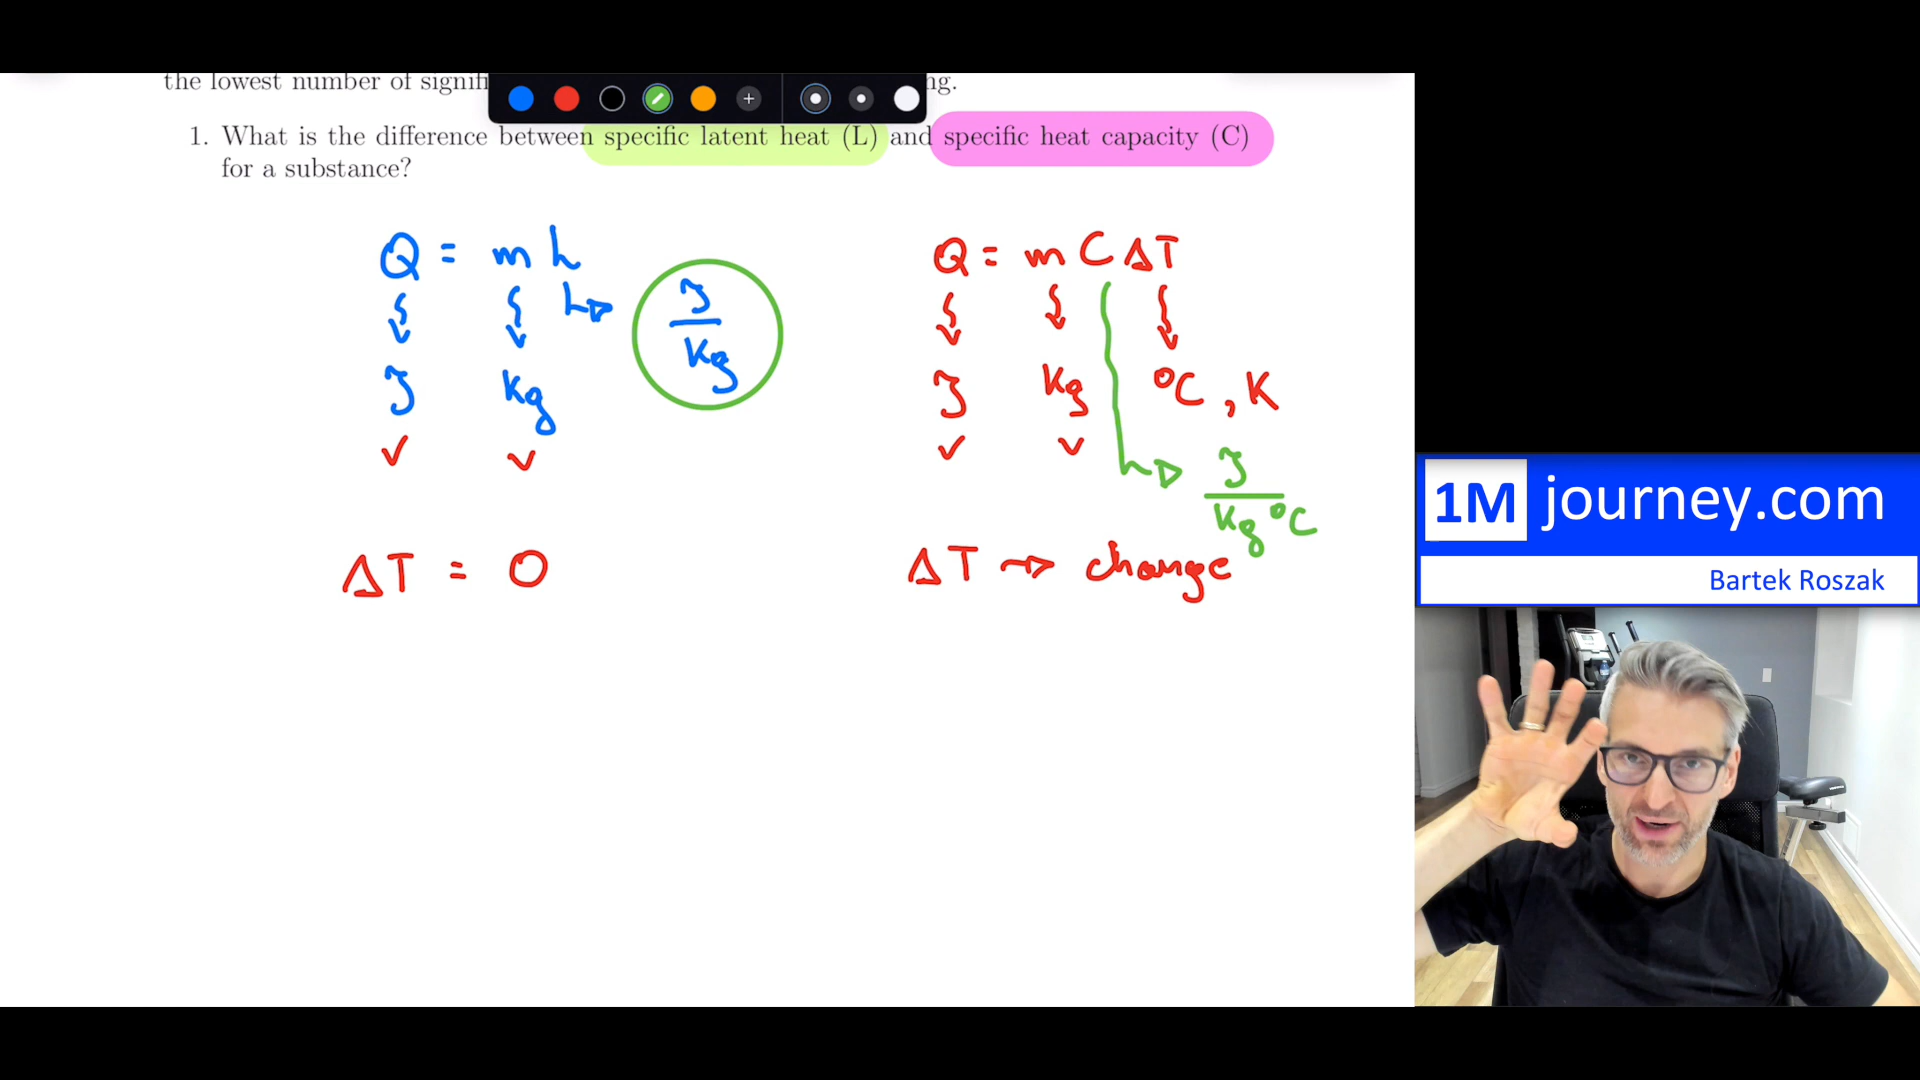 the lowest number of signifi ng.
1. What is the difference between specific latent heat (L) and specific heat capacity (C)
for a substance?
Q = m L
J/kg
J kg
ΔT = 0
Q = m C ΔT
J kg °C, K
J/kg °C
ΔT → change
1M journey.com
Bartek Roszak